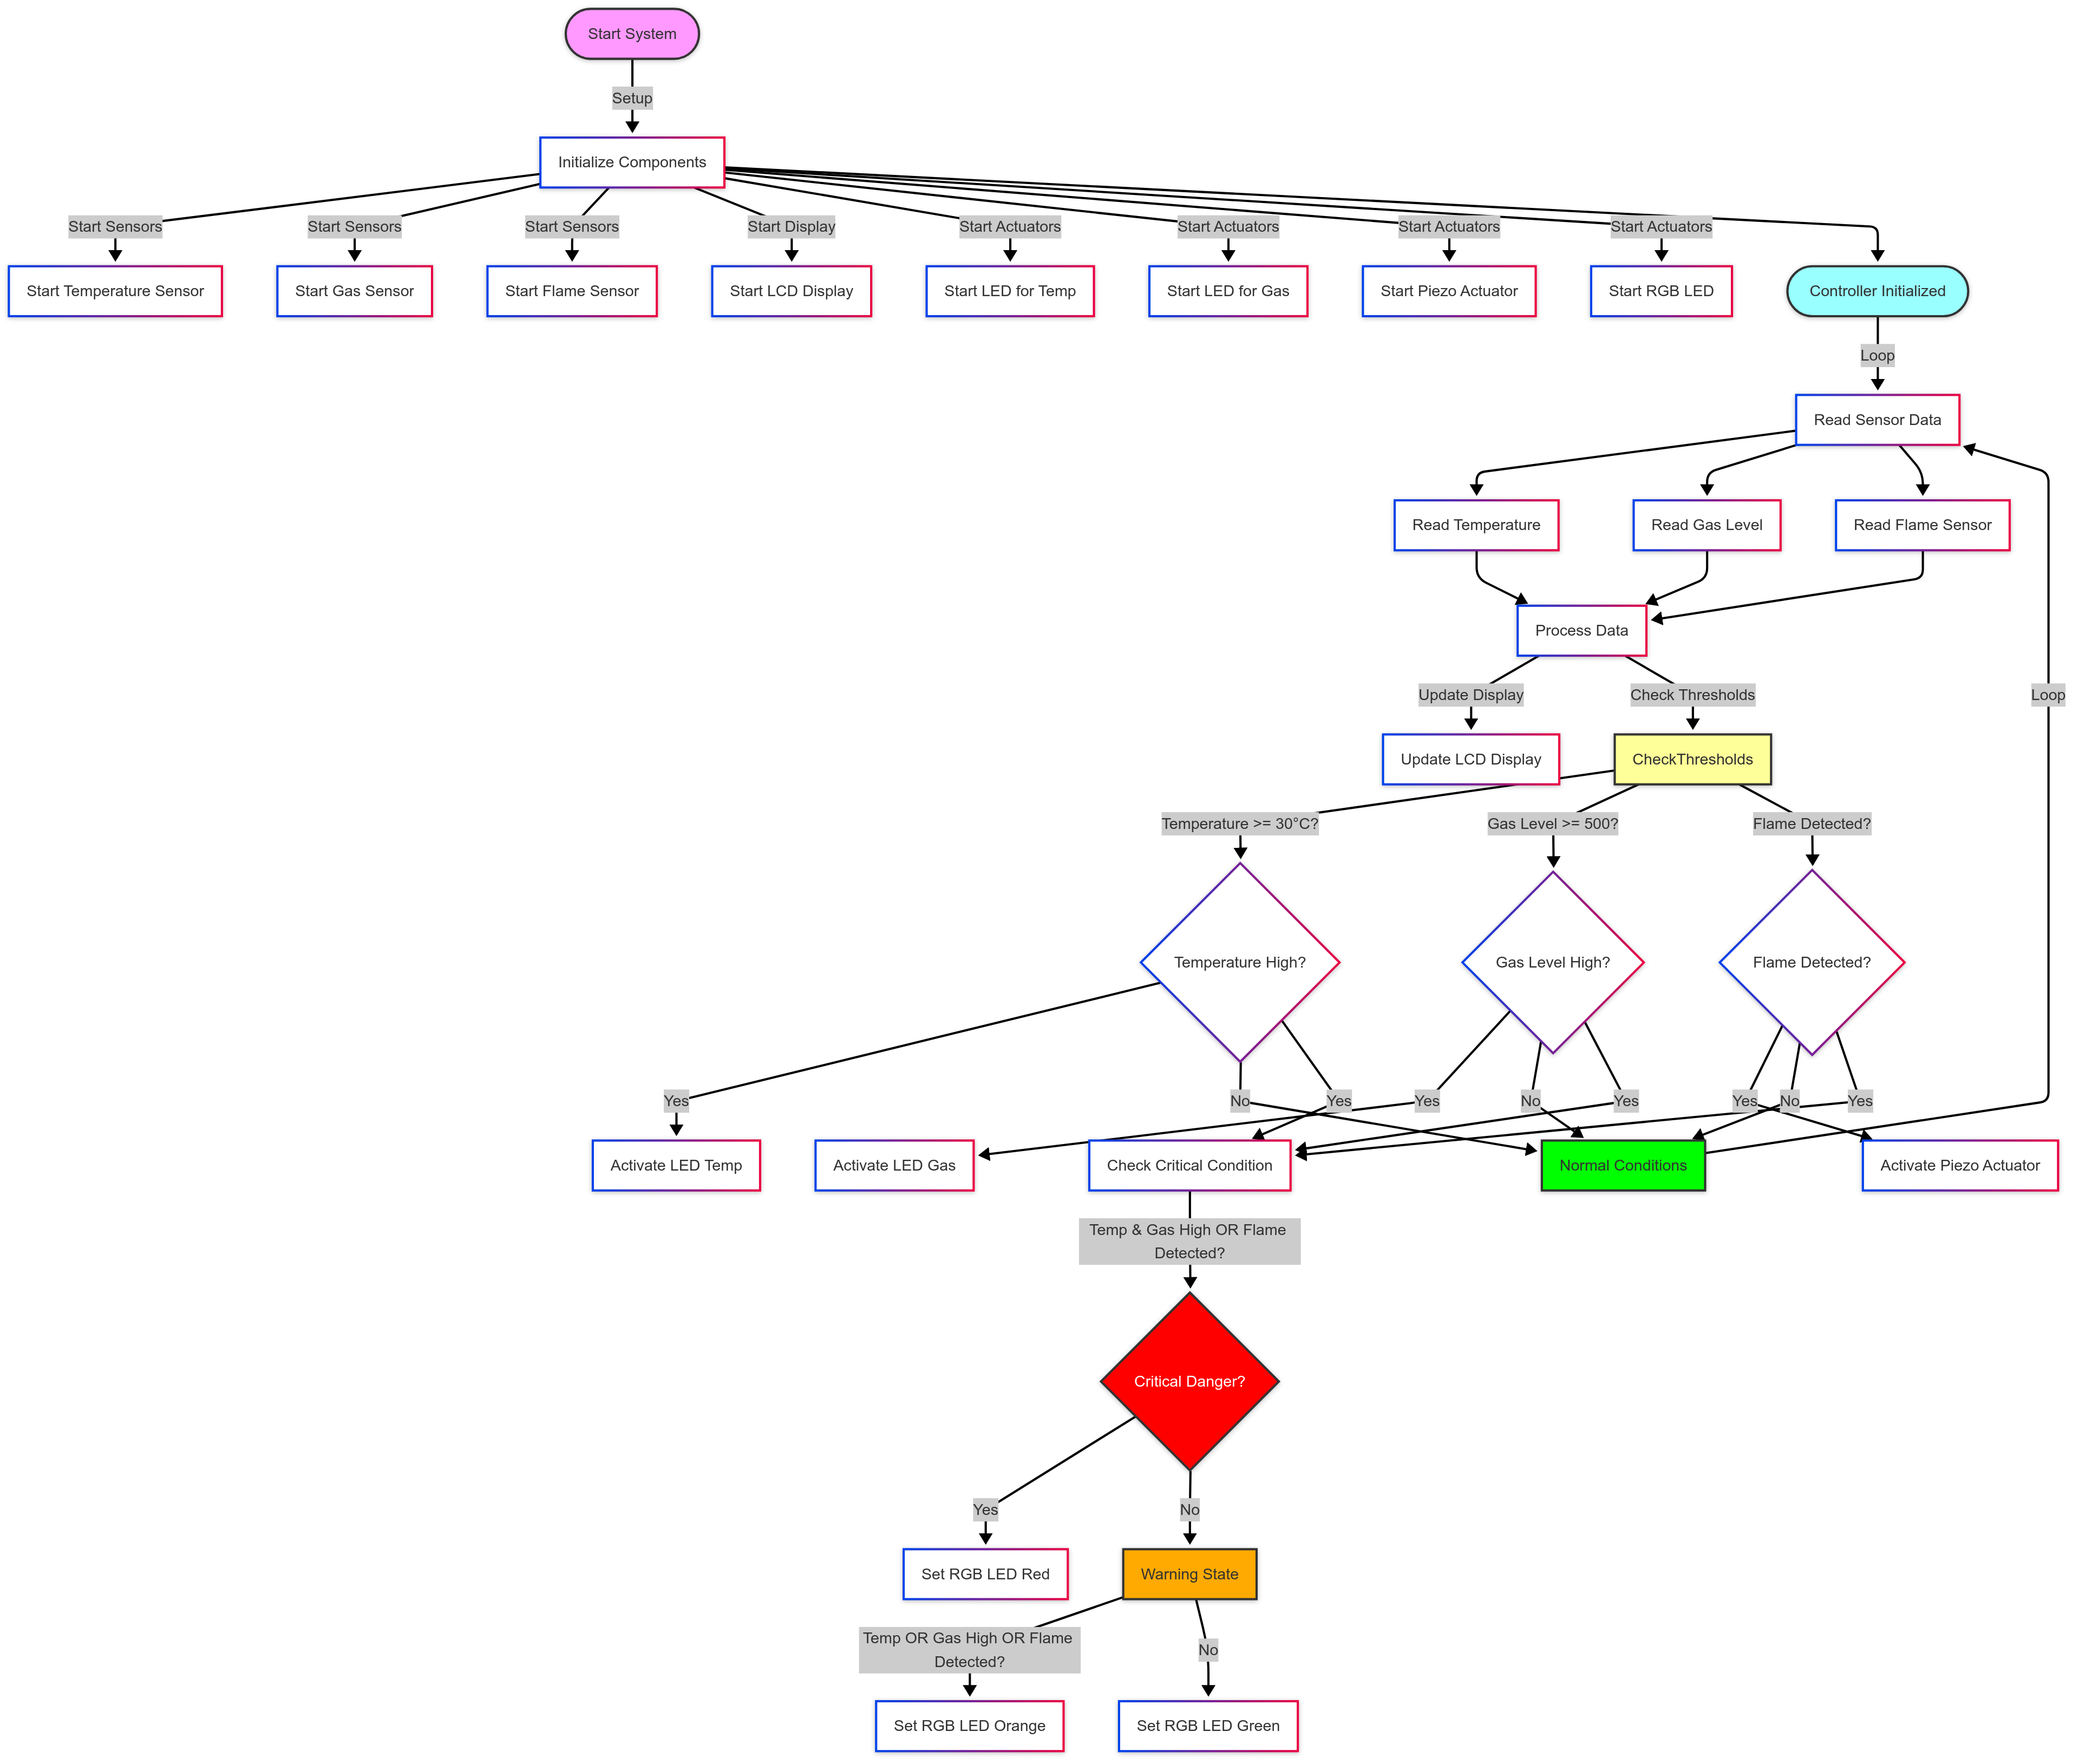 Start System
Setup
Initialize Components
Start Sensors
Start Sensors
Start Sensors
Start Display
Start Actuators
Start Actuators
Start Actuators
Start Actuators
Start Temperature Sensor
Start Gas Sensor
Start Flame Sensor
Start LCD Display
Start LED for Temp
Start LED for Gas
Start Piezo Actuator
Start RGB LED
Controller Initialized
Loop
Read Sensor Data
Read Temperature
Read Gas Level
Read Flame Sensor
Process Data
Update Display
Check Thresholds
Loop
Update LCD Display
CheckThresholds
Temperature >= 30°C?
Gas Level >= 500?
Flame Detected?
Temperature High?
Gas Level High?
Flame Detected?
Yes
No
Yes
Yes
No
Yes
Yes
No
Yes
Activate LED Temp
Activate LED Gas
Check Critical Condition
Normal Conditions
Activate Piezo Actuator
Temp & Gas High OR Flame
Detected?
Critical Danger?
Yes
No
Set RGB LED Red
Warning State
Temp OR Gas High OR Flame
Detected?
No
Set RGB LED Orange
Set RGB LED Green